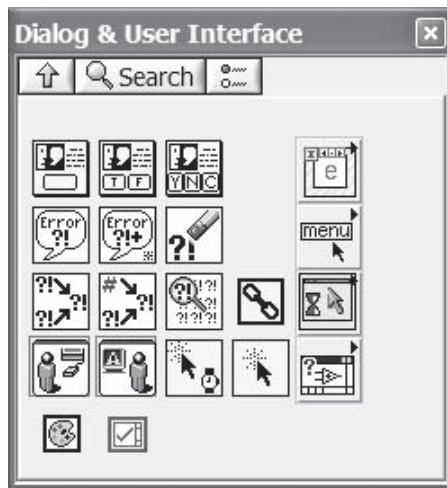 Dialog & User Interface
Search
T F Y N C
e
Error ?! Error ?!+ ?!
menu
?! ?! # ?! ?! ?! ?! ?! ?!?!?!
?